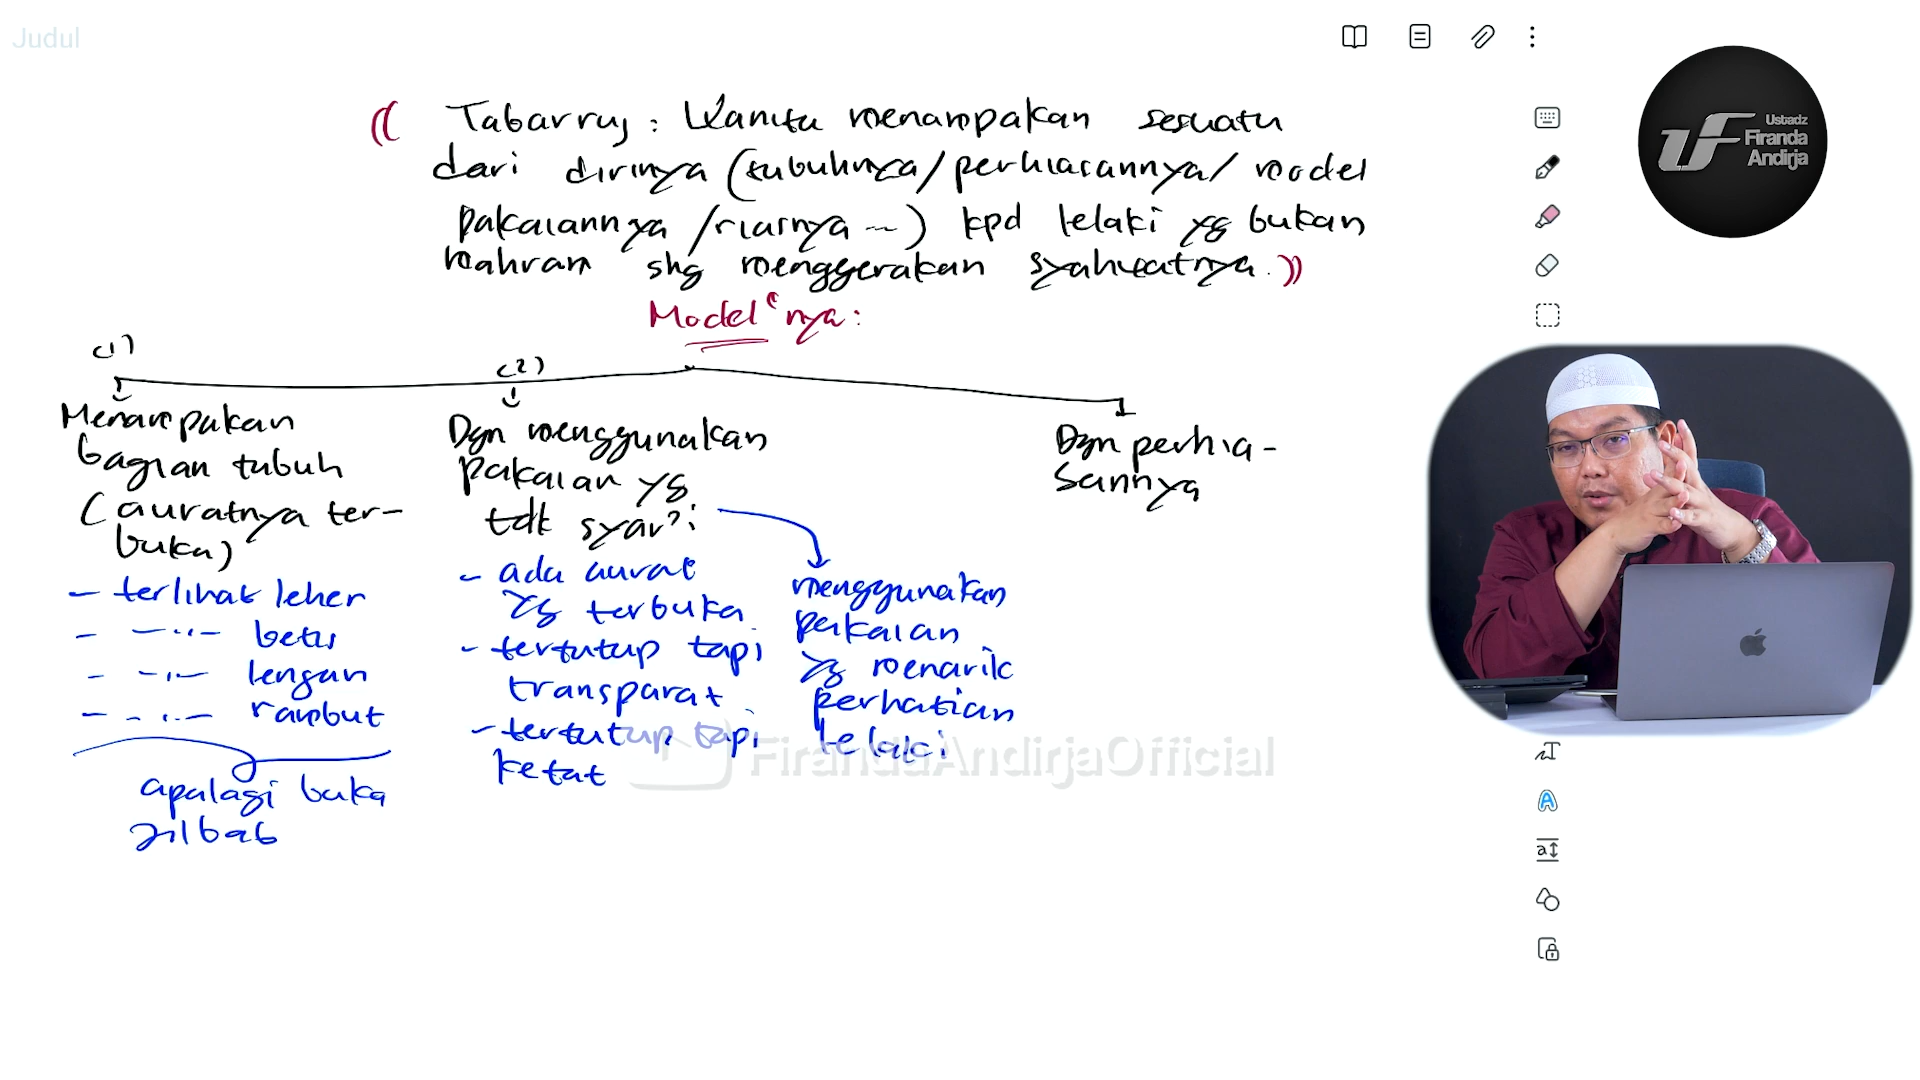 Judul
Ustadz
Firanda
Andirja
(( Tabarruj : Wanita menampakan sesuatu
dari dirinya (tubuhnya/perhiasannya/model
pakaiannya/riasnya ...) kpd lelaki yg bukan
mahram shg menggerakan syahwatnya. ))
Model²nya:
(1)
Menampakan
bagian tubuh
(auratnya ter-
buka)
- terlihat leher
- -"- betis
- -"- lengan
- -"- rambut
apalagi buka
jilbab
(2)
Dgn menggunakan
pakaian yg
tdk syar'i
- ada aurat
yg terbuka
- tertutup tapi
transparat
- tertutup tapi
ketat
menggunakan
pakaian
yg menarik
perhatian
lelaki
Dgn perhia-
sannya
FirandaAndirjaOfficial